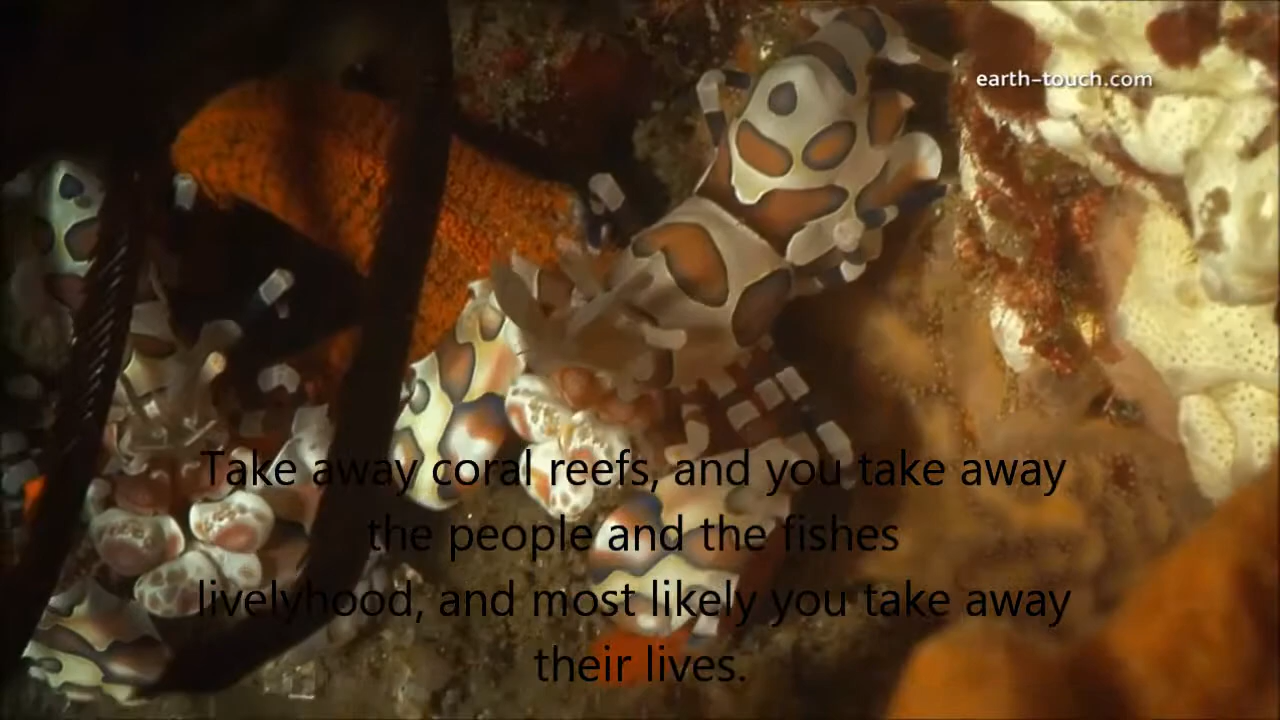 earth-touch.com
Take away coral reefs, and you take away
the people and the fishes
livelyhood, and most likely you take away
their lives.